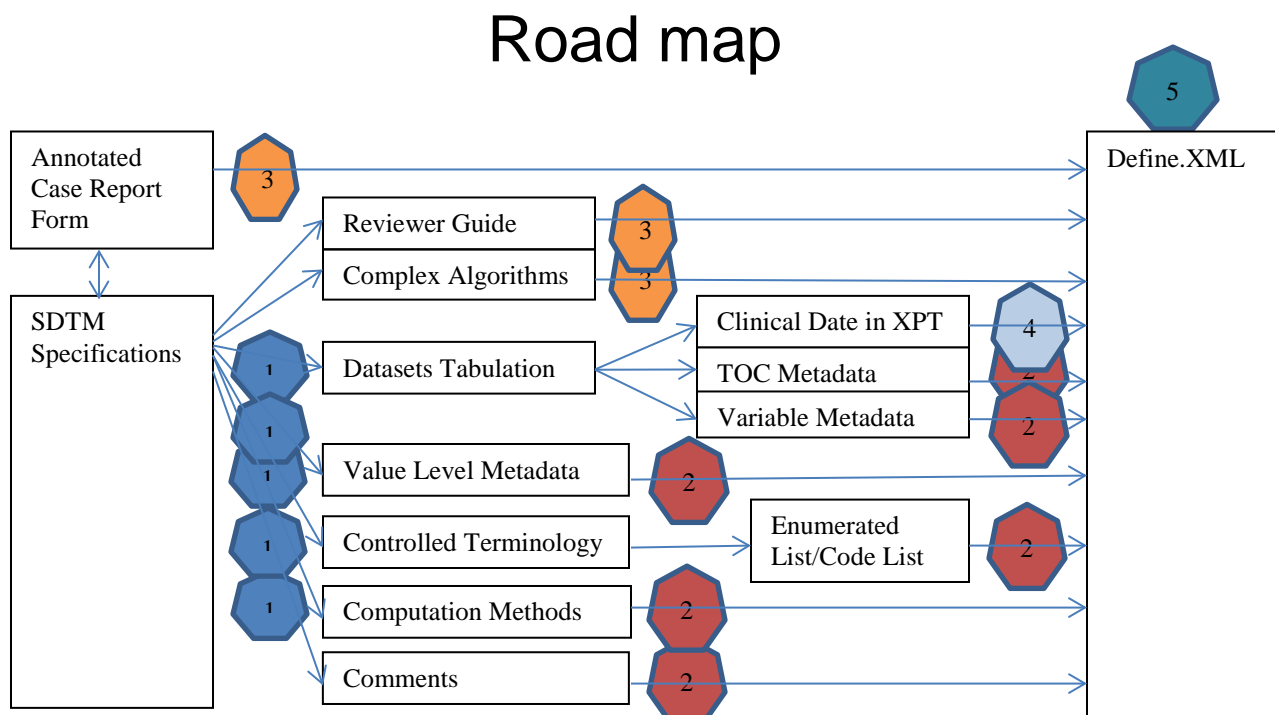 Road map
5
Annotated
Case Report
Form
3
Define.XML
Reviewer Guide
3
Complex Algorithms
3
SDTM
Specifications
Clinical Date in XPT
4
1
Datasets Tabulation
TOC Metadata
2
1
Variable Metadata
2
1
Value Level Metadata
2
1
Controlled Terminology
Enumerated
List/Code List
2
1
Computation Methods
2
Comments
2